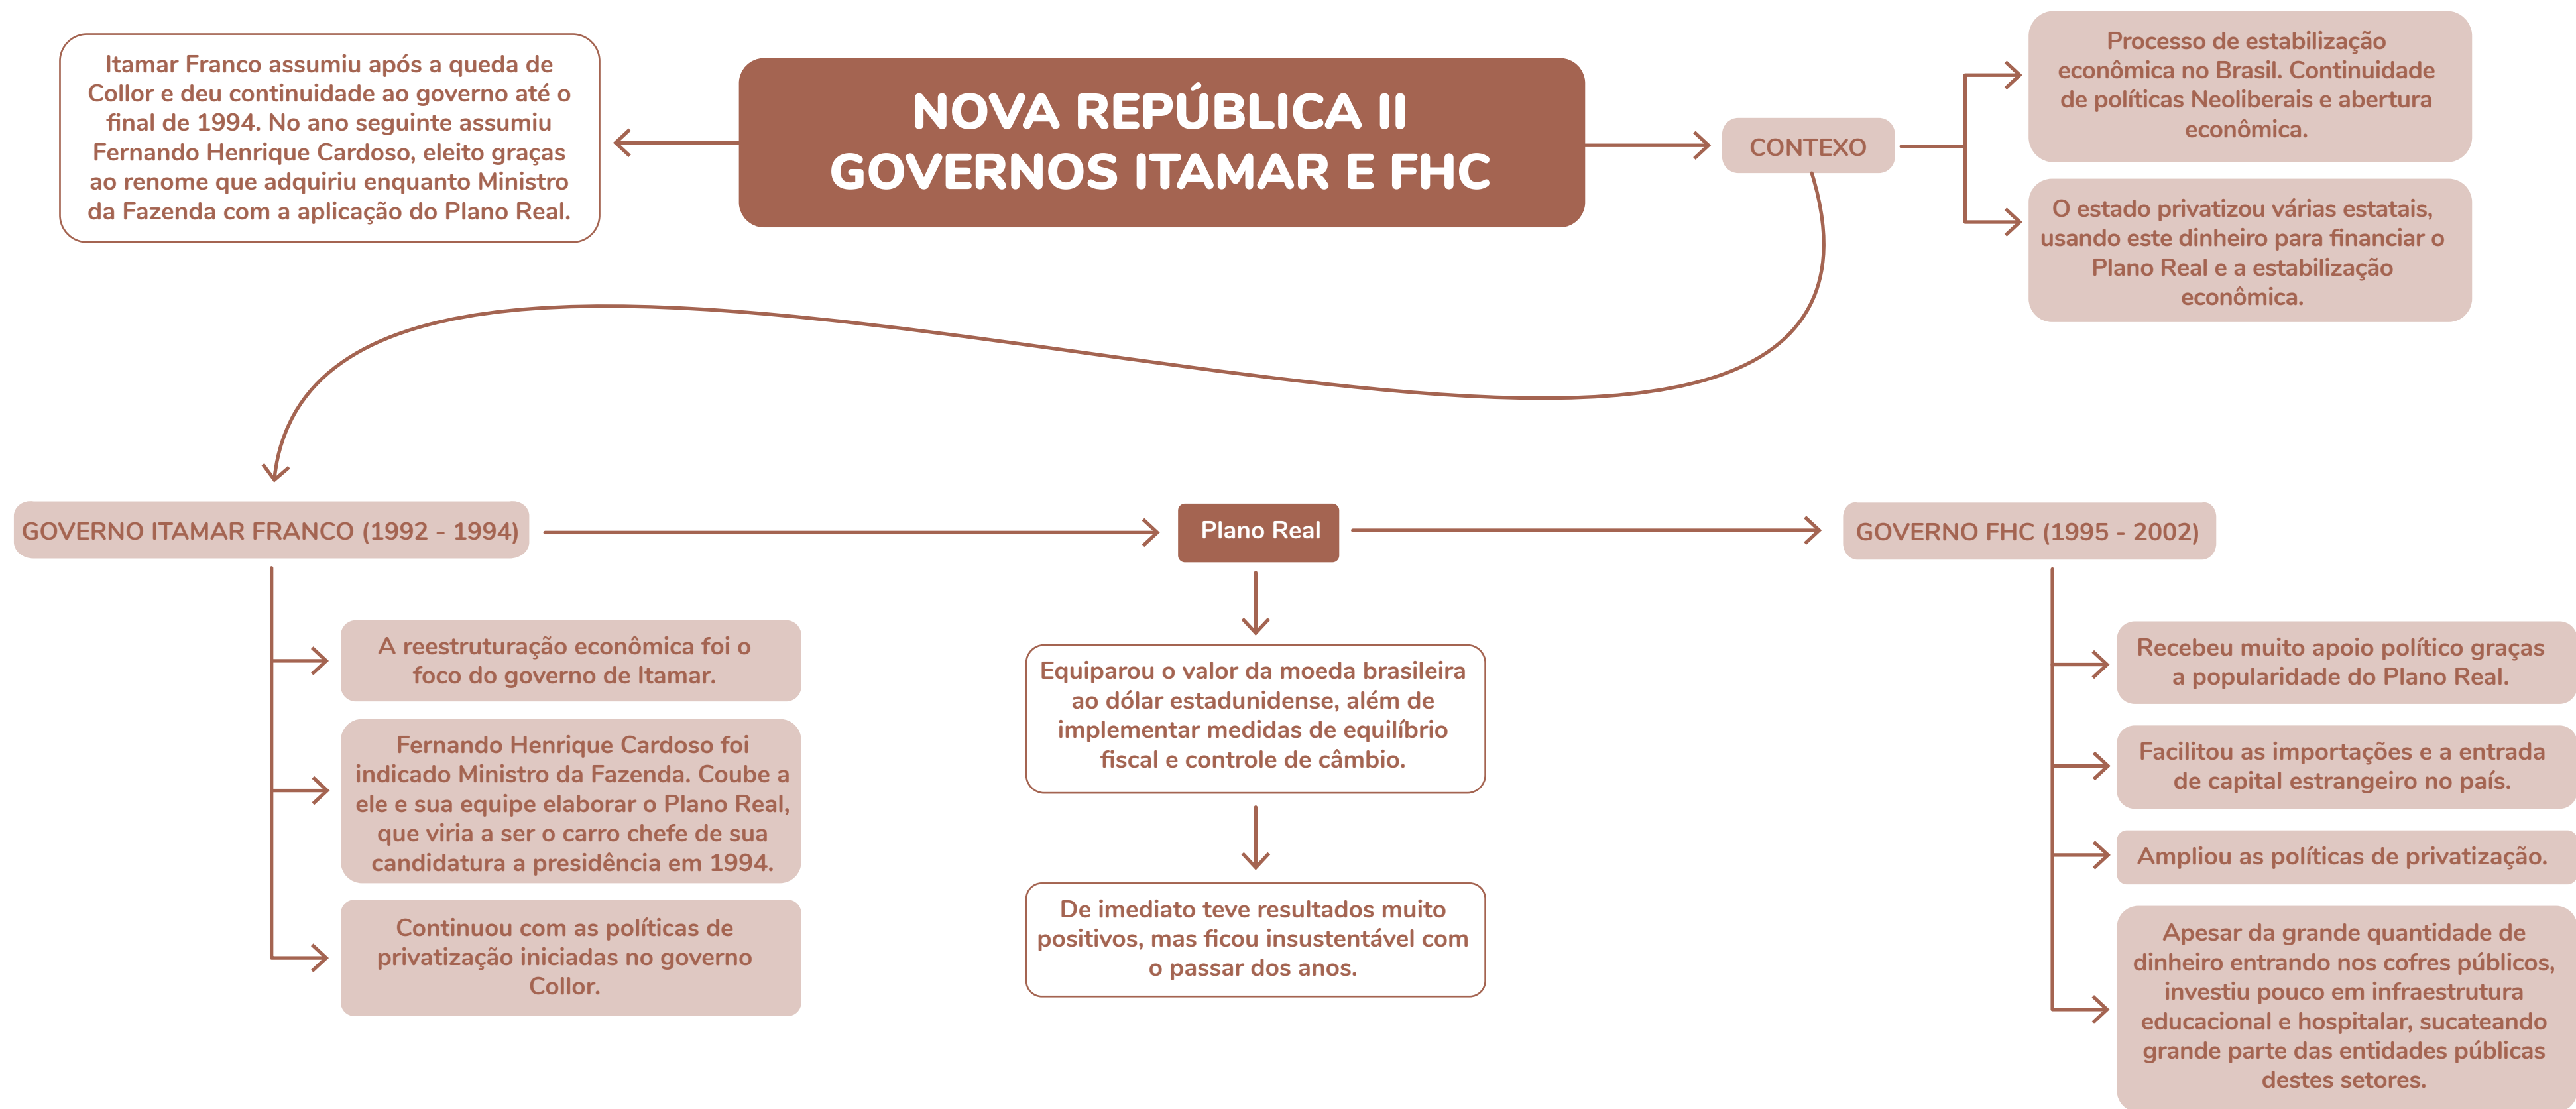 Itamar Franco assumiu após a queda de
Collor e deu continuidade ao governo até o
final de 1994. No ano seguinte assumiu
Fernando Henrique Cardoso, eleito graças
ao renome que adquiriu enquanto Ministro
da Fazenda com a aplicação do Plano Real.
NOVA REPÚBLICA II
GOVERNOS ITAMAR E FHC
CONTEXO
Processo de estabilização
econômica no Brasil. Continuidade
de políticas Neoliberais e abertura
econômica.
O estado privatizou várias estatais,
usando este dinheiro para financiar o
Plano Real e a estabilização
econômica.
GOVERNO ITAMAR FRANCO (1992 - 1994)
A reestruturação econômica foi o
foco do governo de Itamar.
Fernando Henrique Cardoso foi
indicado Ministro da Fazenda. Coube a
ele e sua equipe elaborar o Plano Real,
que viria a ser o carro chefe de sua
candidatura a presidência em 1994.
Continuou com as políticas de
privatização iniciadas no governo
Collor.
Plano Real
Equiparou o valor da moeda brasileira
ao dólar estadunidense, além de
implementar medidas de equilíbrio
fiscal e controle de câmbio.
De imediato teve resultados muito
positivos, mas ficou insustentável com
o passar dos anos.
GOVERNO FHC (1995 - 2002)
Recebeu muito apoio político graças
a popularidade do Plano Real.
Facilitou as importações e a entrada
de capital estrangeiro no país.
Ampliou as políticas de privatização.
Apesar da grande quantidade de
dinheiro entrando nos cofres públicos,
investiu pouco em infraestrutura
educacional e hospitalar, sucateando
grande parte das entidades públicas
destes setores.